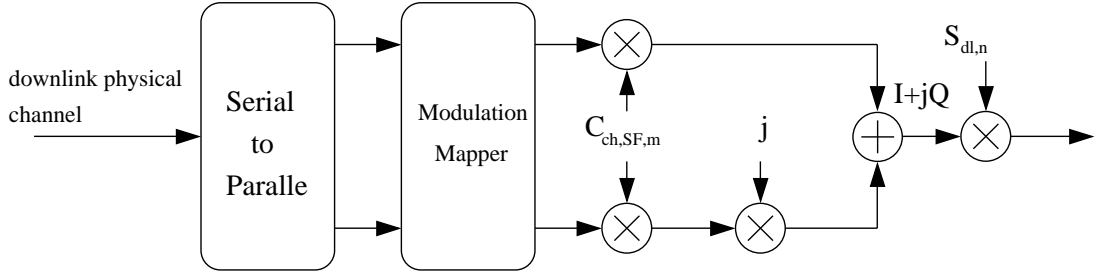 downlink physical
channel
Serial
to
Paralle
Modulation
Mapper
C_ch,SF,m
j
I+jQ
S_dl,n